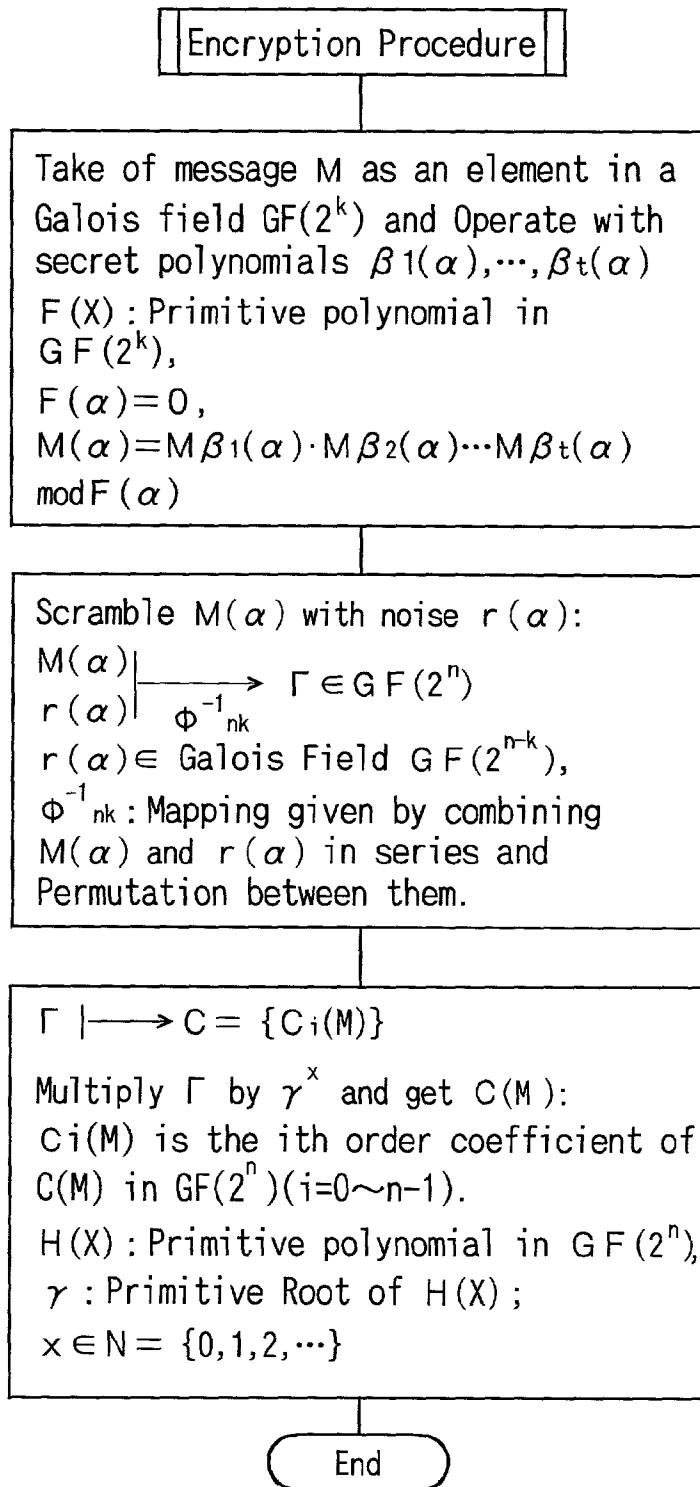 Encryption Procedure
Take of message M as an element in a
Galois field GF(2^k) and Operate with
secret polynomials β1(α),⋯,βt(α)
F(X):Primitive polynomial in
GF(2^k),
F(α)=0,
M(α)=Mβ1(α)·Mβ2(α)⋯Mβt(α)
modF(α)
Scramble M(α) with noise r(α):
M(α)
r(α) |⟶ Γ∈GF(2^n)
Φ^-1 nk
r(α)∈ Galois Field GF(2^n-k),
Φ^-1 nk:Mapping given by combining
M(α) and r(α) in series and
Permutation between them.
Γ |⟶ C= {Ci(M)}
Multiply Γ by γ^x and get C(M):
Ci(M) is the ith order coefficient of
C(M) in GF(2^n)(i=0~n-1).
H(X):Primitive polynomial in GF(2^n),
γ:Primitive Root of H(X);
x∈N= {0,1,2,⋯}
End